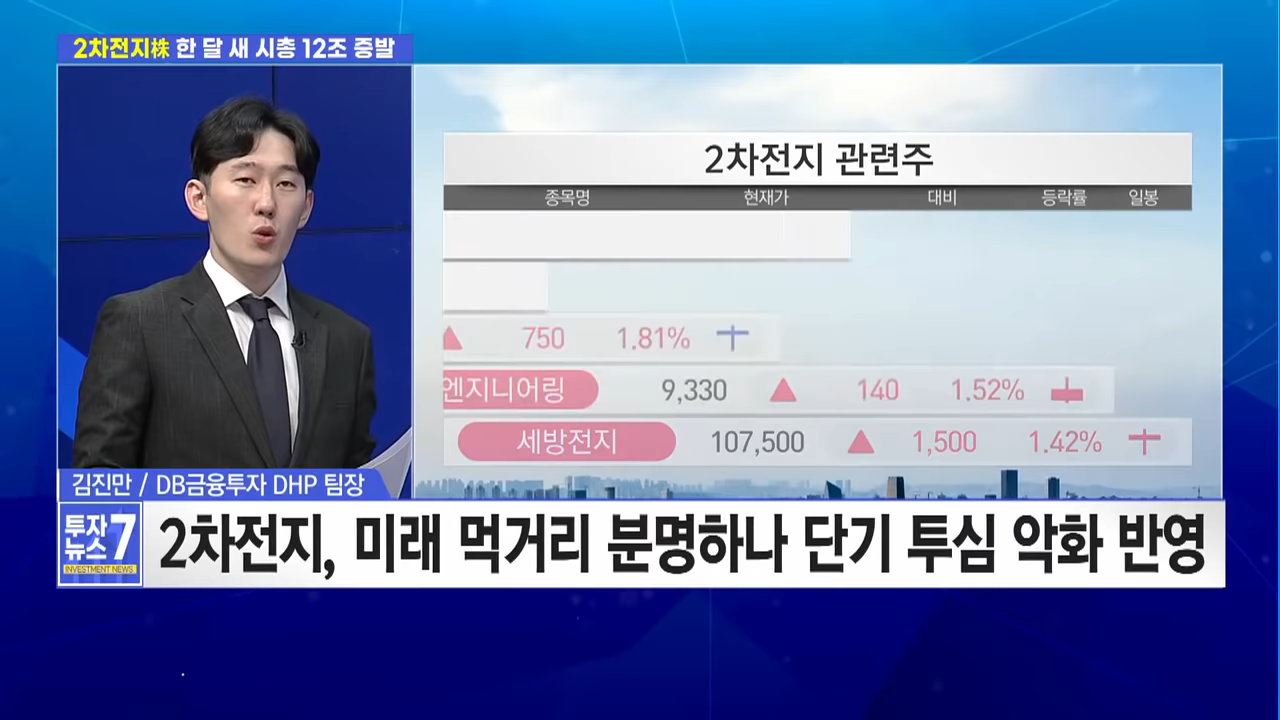 2차전지株 한 달 새 시총 12조 증발
2차전지 관련주
종목명 현재가 대비 등락률 일봉
▲ 750 1.81%
엔지니어링 9,330 ▲ 140 1.52%
세방전지 107,500 ▲ 1,500 1.42%
김진만 / DB금융투자 DHP 팀장
투자
뉴스 7
INVESTMENT NEWS
2차전지, 미래 먹거리 분명하나 단기 투심 악화 반영